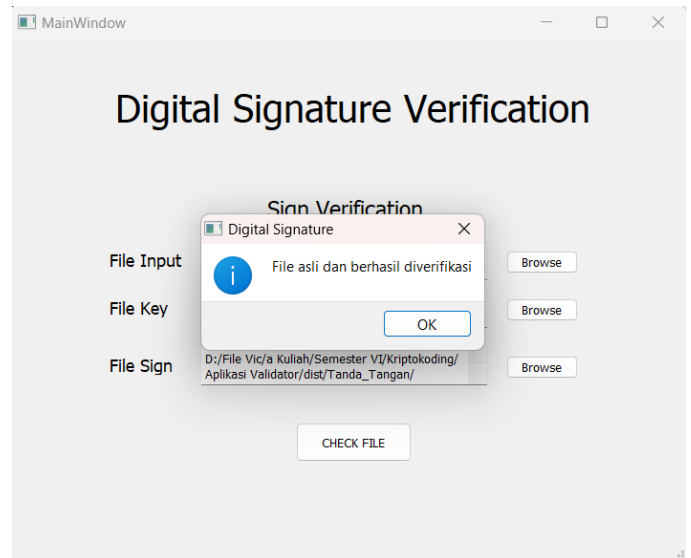 MainWindow
Digital Signature Verification
Sign Verification
Digital Signature
File asli dan berhasil diverifikasi
OK
File Input
Browse
File Key
Browse
File Sign
D:/File Vic/a Kuliah/Semester VI/Kriptokoding/
Aplikasi Validator/dist/Tanda_Tangan/
Browse
CHECK FILE